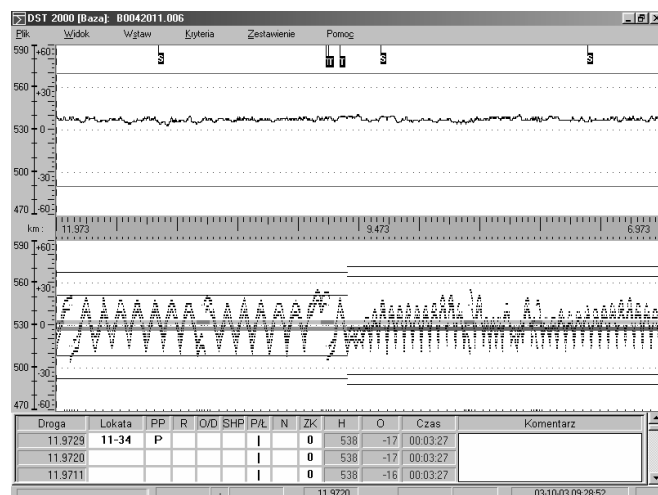 DST 2000 [Baza]: B0042011.006
Plik Widok Wstaw Kryteria Zestawienie Pomoc
590 +60
S T T S S
560 +30
530 0
500 -30
470 -60
km: 11.973 9.473 6.973
590 +60
560 +30
530 0
500 -30
470 -60
Droga Lokata PP R O/D SHP P/Ł N ZK H O Czas Komentarz
11.9729 11-34 P | 0 538 -17 00:03:27
11.9720 | 0 538 -17 00:03:27
11.9711 | 0 538 -16 00:03:27
11.9720 03-10-03 09:28:52